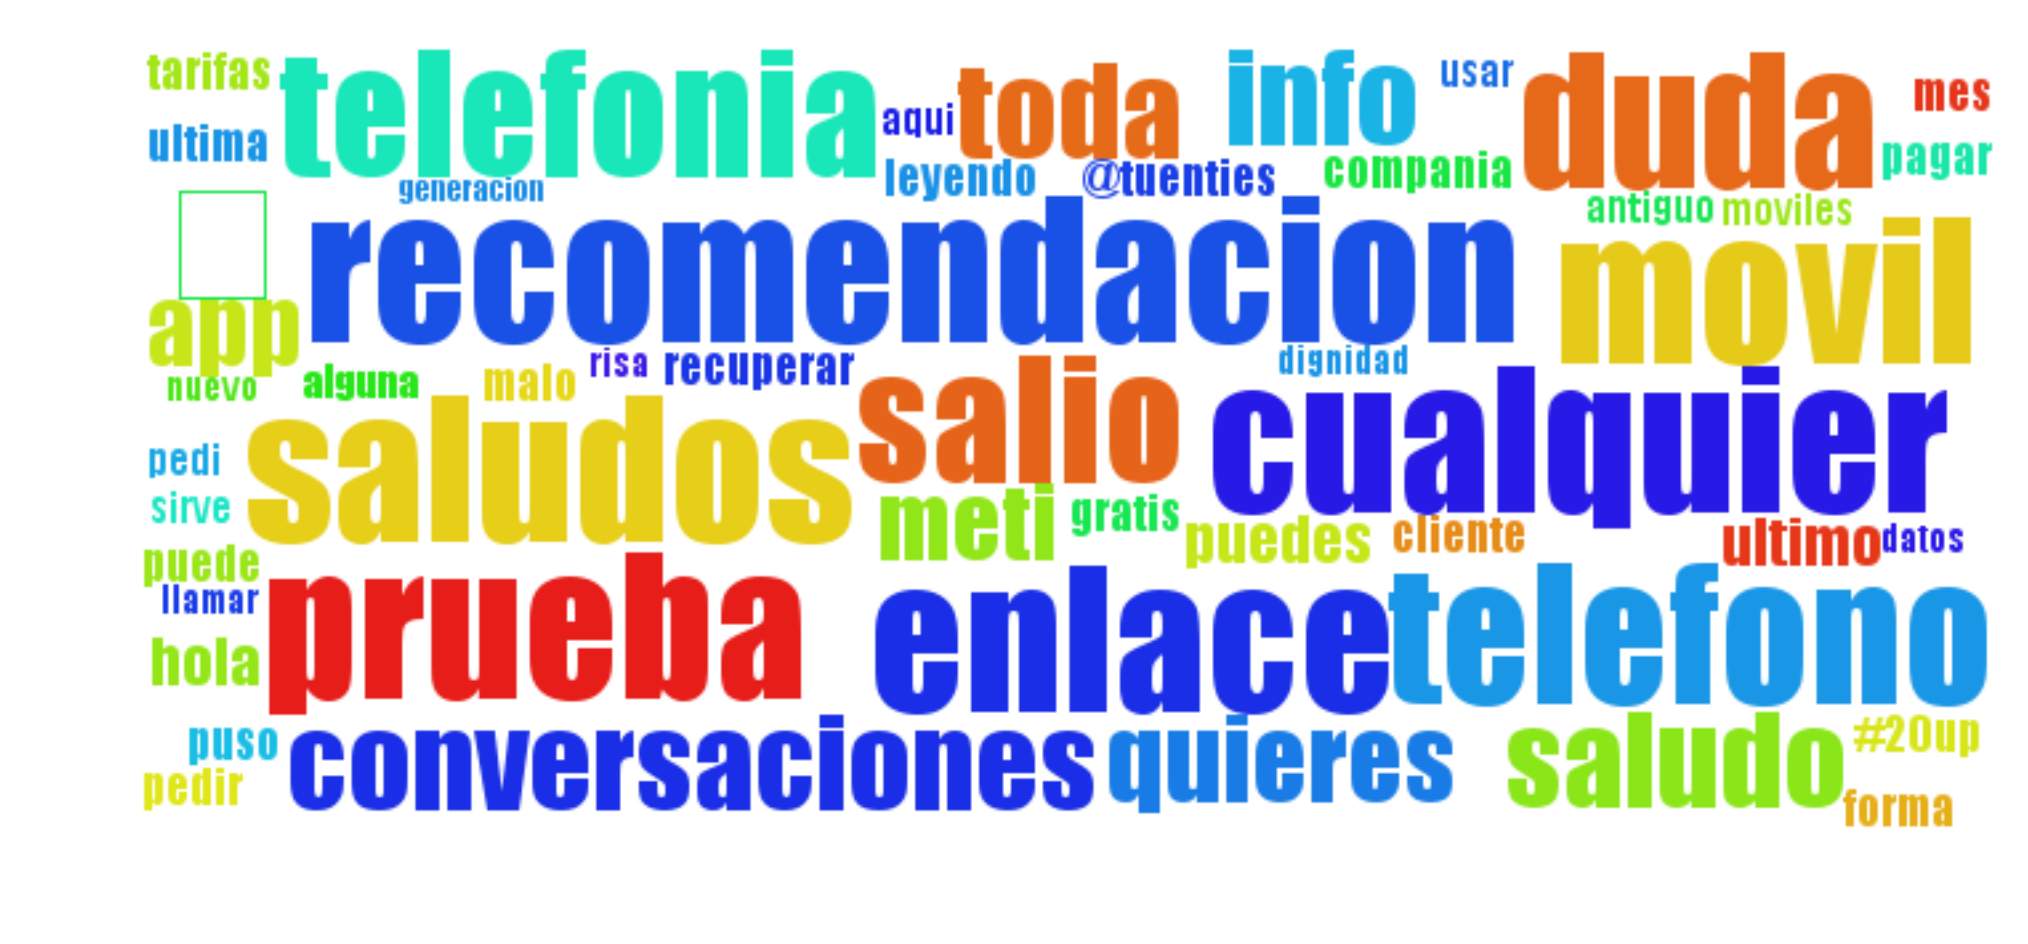 tarifas telefonia toda info usar duda mes
ultima aqui leyendo @tuenties compania pagar
generacion antiguo moviles
recomendacion movil
app
nuevo alguna malo risa recuperar salio dignidad cualquier
pedi saludos
sirve meti gratis puedes cliente ultimo datos
puede
llamar prueba enlace telefono
hola
puso conversaciones quieres saludo #20up
pedir forma